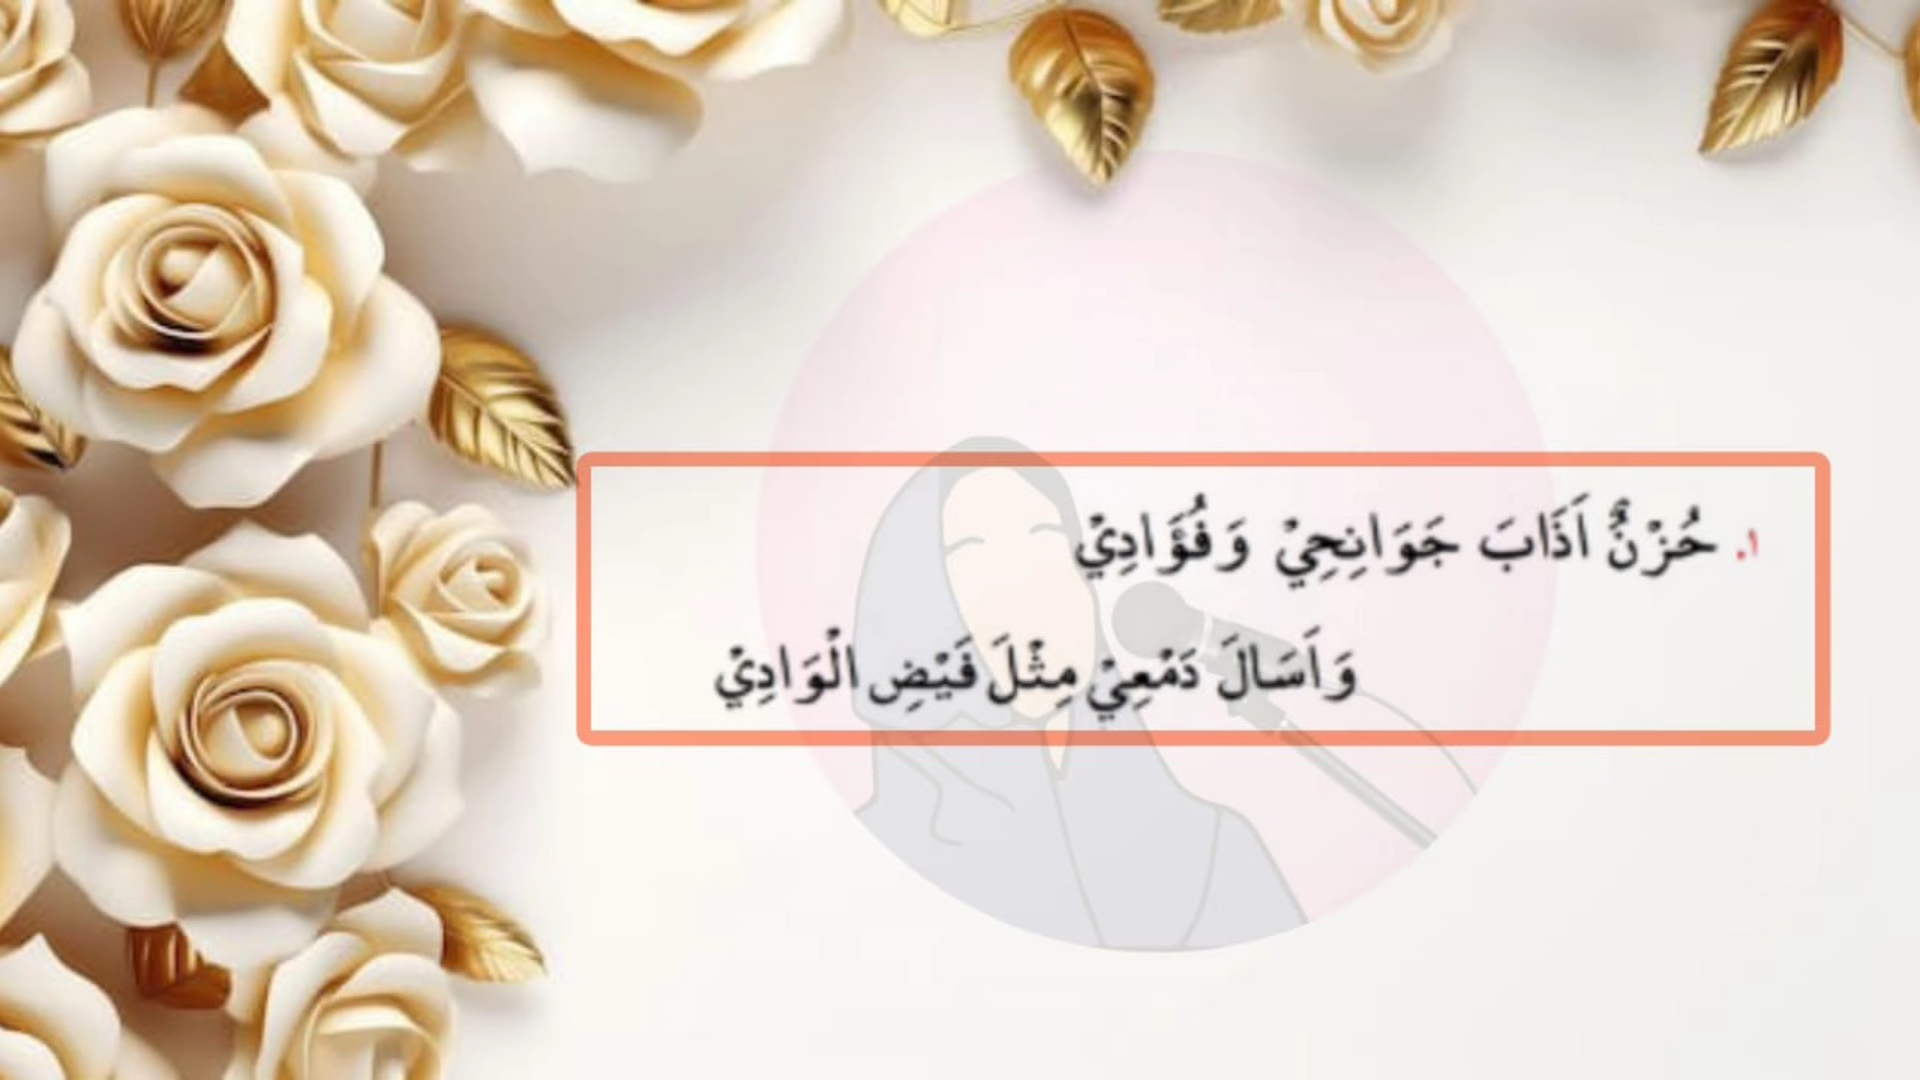 ١. حُزْنٌ اَذَابَ جَوَانِحِيْ وَفُؤَادِيْ
وَاَسَالَ دَمْعِيْ مِثْلَ فَيْضِ الْوَادِيْ